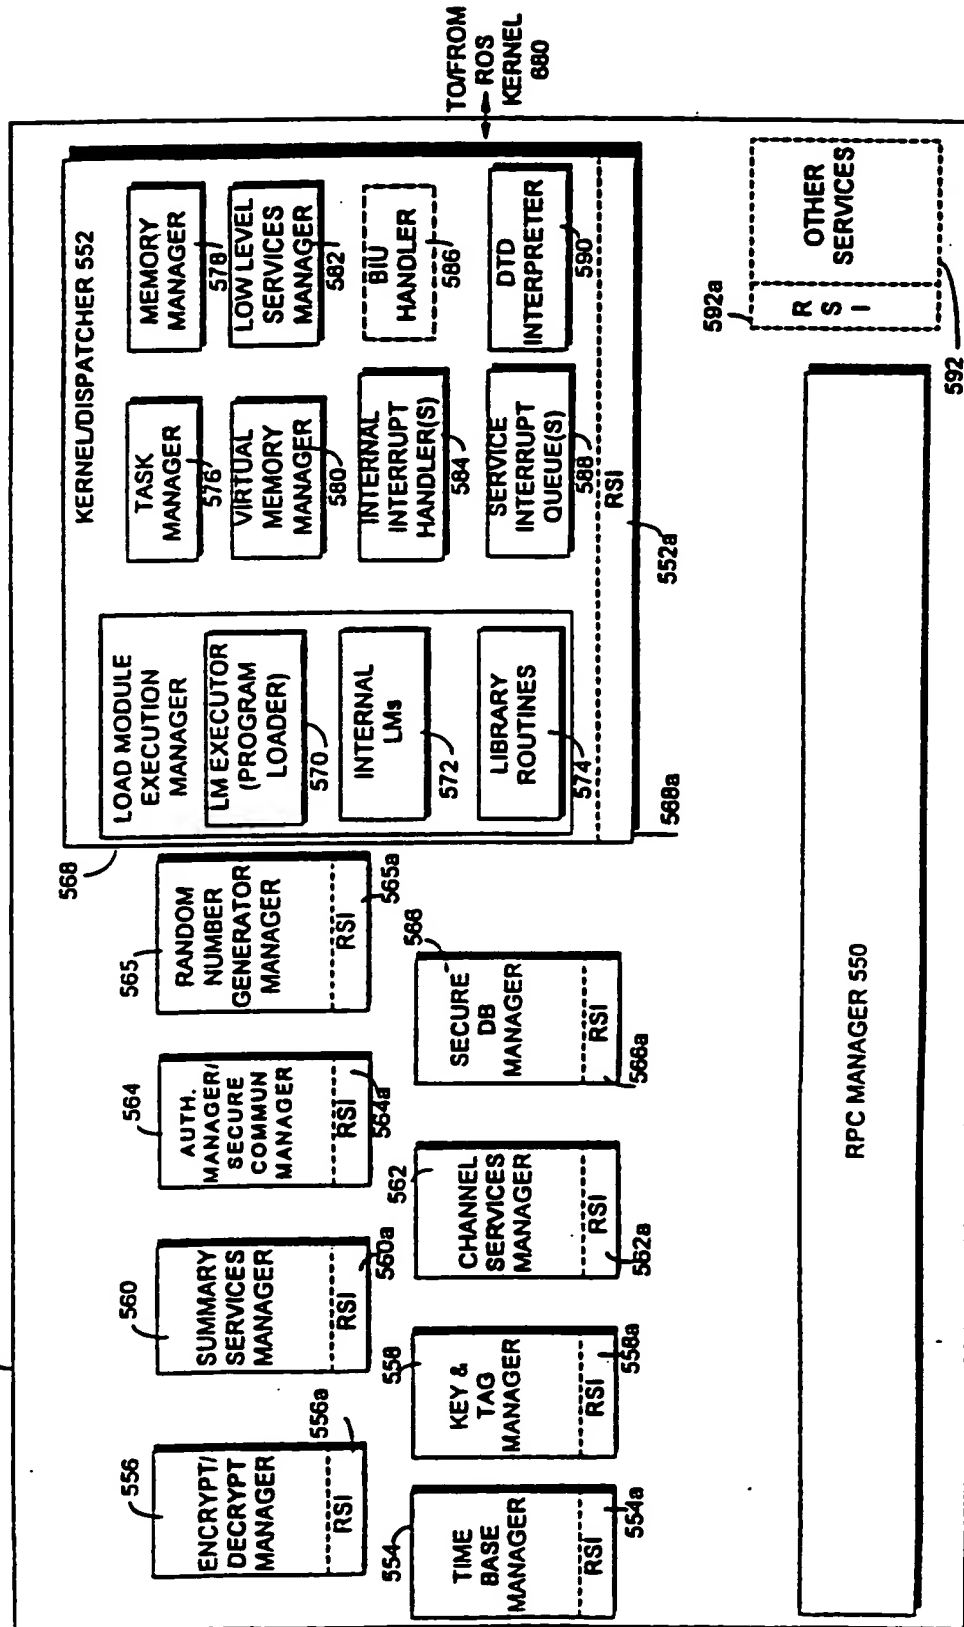 KERNEL/DISPATCHER 552
LOAD MODULE
EXECUTION
MANAGER
LM EXECUTOR
(PROGRAM
LOADER)
570
INTERNAL
LMs
572
LIBRARY
ROUTINES
574
568
568a
TASK
MANAGER
576
MEMORY
MANAGER
578
VIRTUAL
MEMORY
MANAGER
580
LOW LEVEL
SERVICES
MANAGER
582
INTERNAL
INTERRUPT
HANDLER(S)
584
BIU
HANDLER
586
SERVICE
INTERRUPT
QUEUE(S)
588
DTD
INTERPRETER
590
RSI
552a
TO/FROM
ROS
KERNEL
680
556
ENCRYPT/
DECRYPT
MANAGER
RSI
556a
560
SUMMARY
SERVICES
MANAGER
RSI
560a
564
AUTH.
MANAGER/
SECURE
COMMUN
MANAGER
RSI
564a
565
RANDOM
NUMBER
GENERATOR
MANAGER
RSI
565a
554
TIME
BASE
MANAGER
RSI
554a
558
KEY &
TAG
MANAGER
RSI
558a
562
CHANNEL
SERVICES
MANAGER
RSI
562a
566
SECURE
DB
MANAGER
RSI
566a
592a
RSI
OTHER
SERVICES
592
RPC MANAGER 550